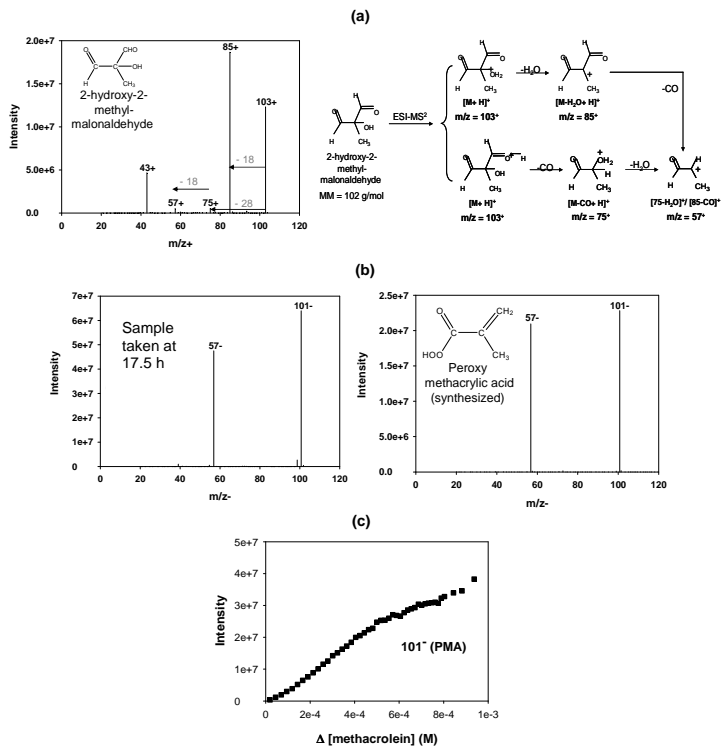 (a)
2.0e+7
1.5e+7
1.0e+7
5.0e+6
0.0
Intensity
0 20 40 60 80 100 120
m/z+
O
CHO
C C OH
H
CH₃
2-hydroxy-2-
methyl-
malonaldehyde
85+
103+
43+
57+
75+
- 18
- 18
- 28
H
O O
OH
CH₃
2-hydroxy-2-
methyl-
malonaldehyde
MM = 102 g/mol
ESI-MS²
H
O
O
+
OH₂
H CH₃
[M+ H]⁺
m/z = 103⁺
-H₂O
H
O O
+
H CH₃
[M-H₂O+ H]⁺
m/z = 85⁺
-CO
H
O
O + H
OH
H CH₃
[M+ H]⁺
m/z = 103⁺
-CO
O
+
OH₂
H
H CH₃
[M-CO+ H]⁺
m/z = 75⁺
-H₂O
O H
+
H CH₃
[75-H₂O]⁺/ [85-CO]⁺
m/z = 57⁺
(b)
7e+7
6e+7
5e+7
4e+7
3e+7
2e+7
1e+7
0
Intensity
0 20 40 60 80 100 120
m/z-
Sample
taken at
17.5 h
57-
101-
2.5e+7
2.0e+7
1.5e+7
1.0e+7
5.0e+6
0.0
Intensity
0 20 40 60 80 100 120
m/z-
O
CH₂
C C
HOO
CH₃
Peroxy
methacrylic acid
(synthesized)
57-
101-
(c)
5e+7
4e+7
3e+7
2e+7
1e+7
0
Intensity
101⁻ (PMA)
0 2e-4 4e-4 6e-4 8e-4 1e-3
Δ [methacrolein] (M)